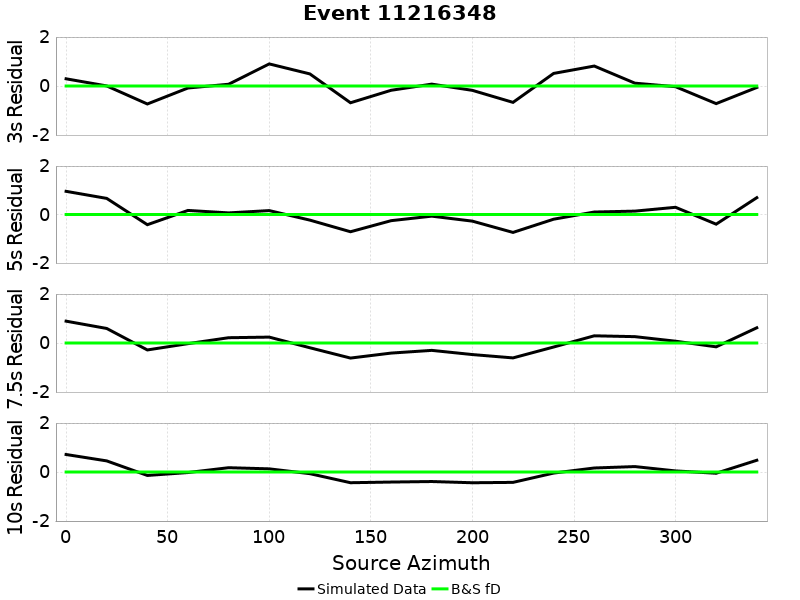 Event 11216348
3s Residual
2
0
-2
5s Residual
2
0
-2
7.5s Residual
2
0
-2
10s Residual
2
0
-2
0 50 100 150 200 250 300
Source Azimuth
Simulated Data B&S fD